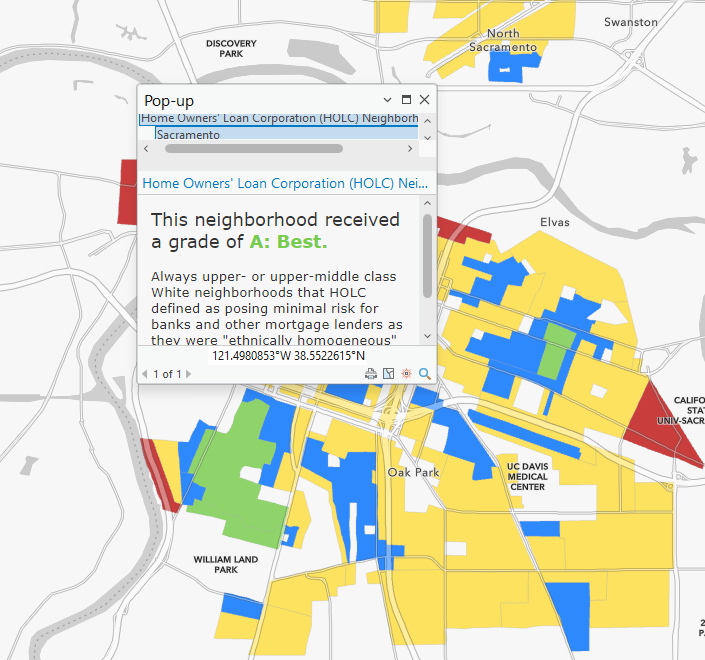 Swanston
North
Sacramento
DISCOVERY
PARK
Pop-up
Home Owners' Loan Corporation (HOLC) Neighborh
Sacramento
Home Owners' Loan Corporation (HOLC) Nei...
This neighborhood received
a grade of A: Best.
Always upper- or upper-middle class
White neighborhoods that HOLC
defined as posing minimal risk for
banks and other mortgage lenders as
they were "ethnically homogeneous"
121.4980853°W 38.5522615°N
1 of 1
Elvas
CALIFO
STAT
UNIV-SACR
Oak Park
UC DAVIS
MEDICAL
CENTER
WILLIAM LAND
PARK
2
P